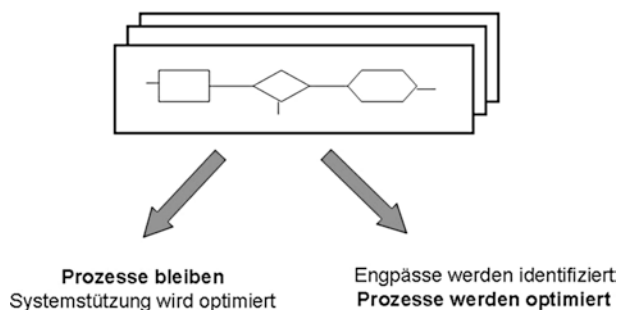 Prozesse bleiben
Systemstützung wird optimiert
Engpässe werden identifiziert
Prozesse werden optimiert